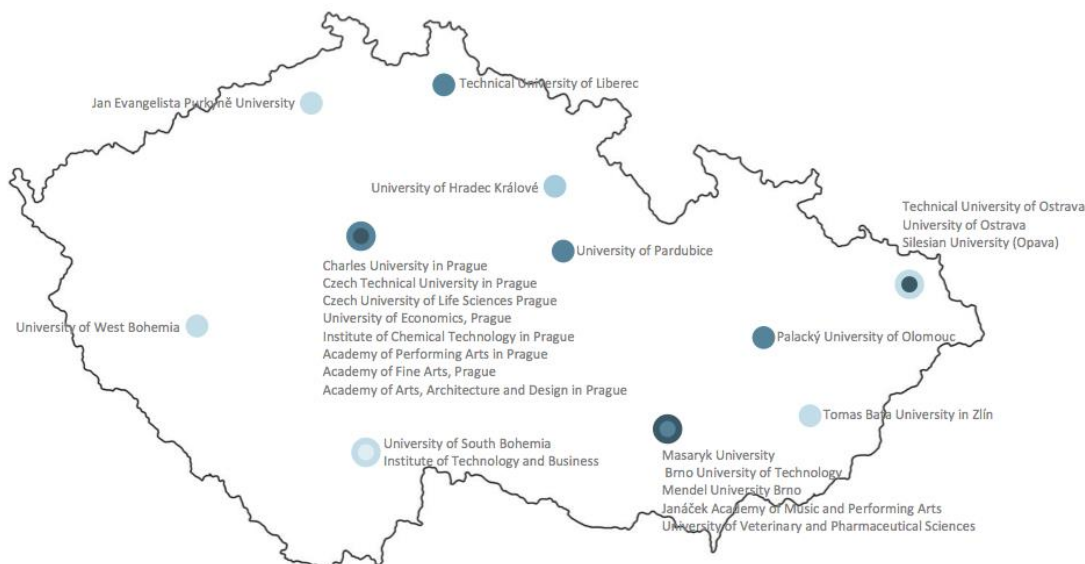 Technical University of Liberec
Jan Evangelista Purkyně University
University of Hradec Králové
Technical University of Ostrava
University of Ostrava
Silesian University (Opava)
University of Pardubice
Charles University in Prague
Czech Technical University in Prague
Czech University of Life Sciences Prague
University of Economics, Prague
Institute of Chemical Technology in Prague
Academy of Performing Arts in Prague
Academy of Fine Arts, Prague
Academy of Arts, Architecture and Design in Prague
University of West Bohemia
Palacký University of Olomouc
Tomas Bata University in Zlín
University of South Bohemia
Institute of Technology and Business
Masaryk University
Brno University of Technology
Mendel University Brno
Janáček Academy of Music and Performing Arts
University of Veterinary and Pharmaceutical Sciences